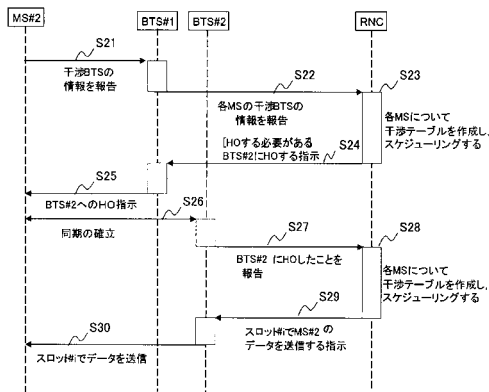 MS#2
BTS#1
BTS#2
RNC
S21
干渉BTSの
情報を報告
S22
各MSの干渉BTSの
情報を報告
S23
各MSについて
干渉テーブルを作成し、
スケジューリングする
S24
[HOする必要がある
BTS#2にHOする指示
S25
BTS#2へのHO指示
S26
同期の確立
S27
BTS#2 にHOしたことを
報告
S28
各MSについて
干渉テーブルを作成し、
スケジューリングする
S29
スロット#iでMS#2 の
データを送信する指示
S30
スロット#iでデータを送信